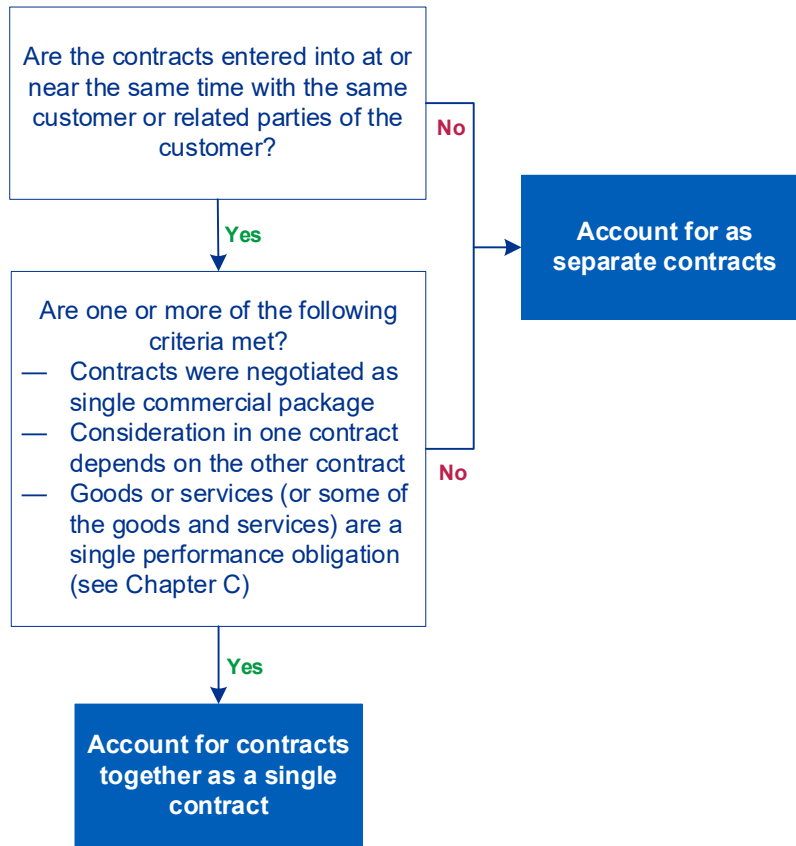 Are the contracts entered into at or
near the same time with the same
customer or related parties of the
customer?
No
Yes
Account for as
separate contracts
Are one or more of the following
criteria met?
— Contracts were negotiated as
single commercial package
— Consideration in one contract
depends on the other contract
— Goods or services (or some of
the goods and services) are a
single performance obligation
(see Chapter C)
No
Yes
Account for contracts
together as a single
contract